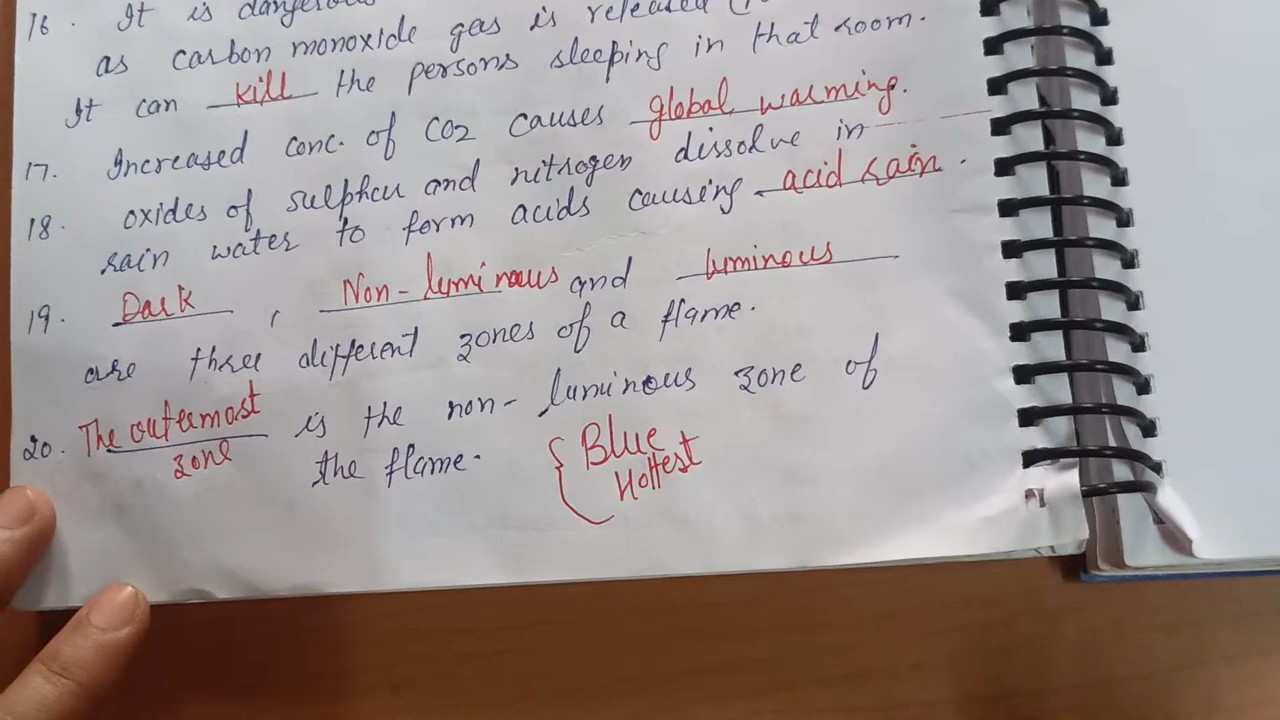 16. It is dangerous
as carbon monoxide gas is released
It can kill the persons sleeping in that room.
17. Increased conc. of CO2 causes global warming.
18. oxides of sulphur and nitrogen dissolve in
rain water to form acids causing acid rain.
19. Dark, Non-luminous and luminous
are three different zones of a flame.
20. The outermost zone is the non-luminous zone of
the flame. { Blue
Hottest